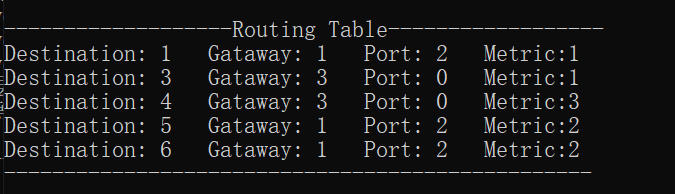 -------------------Routing Table------------------
Destination: 1   Gataway: 1   Port: 2   Metric:1
Destination: 3   Gataway: 3   Port: 0   Metric:1
Destination: 4   Gataway: 3   Port: 0   Metric:3
Destination: 5   Gataway: 1   Port: 2   Metric:2
Destination: 6   Gataway: 1   Port: 2   Metric:2
-------------------------------------------------